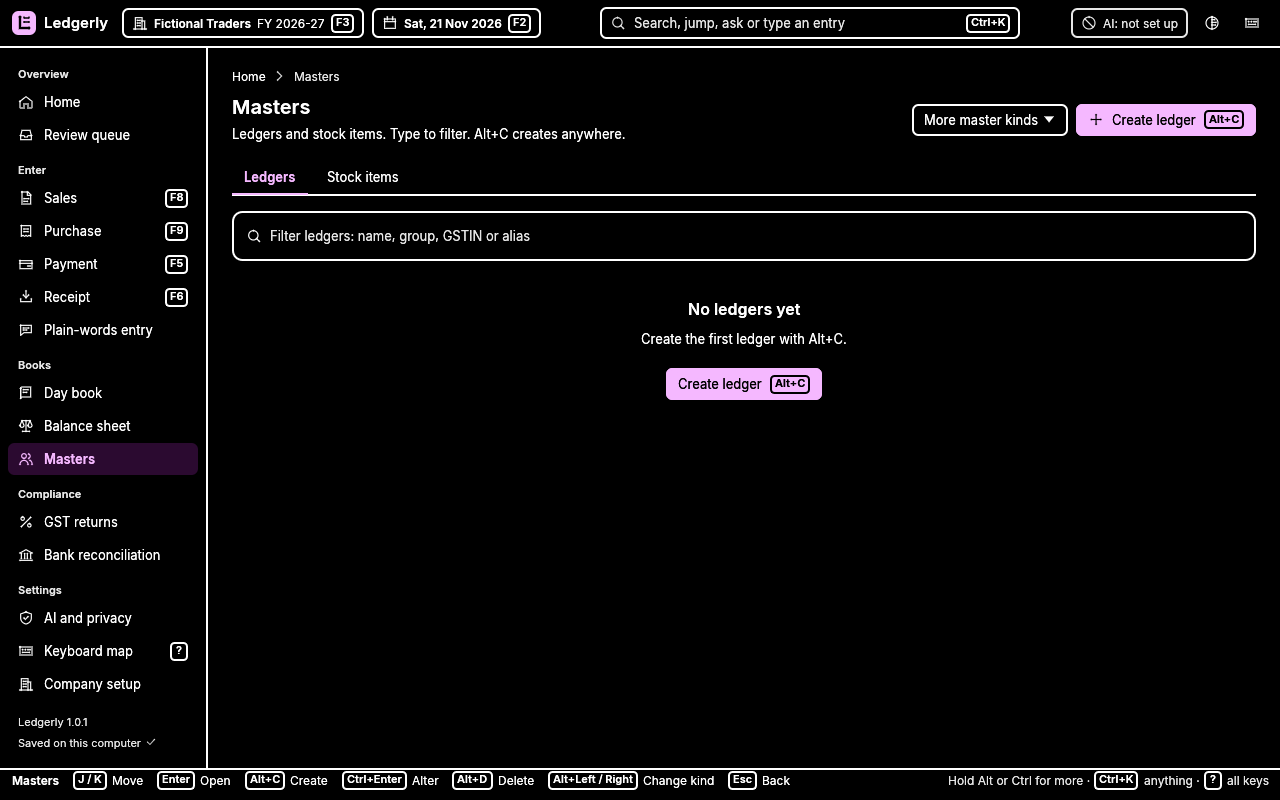 Ledgerly
Fictional Traders FY 2026-27 F3
Sat, 21 Nov 2026 F2
Search, jump, ask or type an entry Ctrl+K
AI: not set up
Overview
Home
Review queue
Enter
Sales F8
Purchase F9
Payment F5
Receipt F6
Plain-words entry
Books
Day book
Balance sheet
Masters
Compliance
GST returns
Bank reconciliation
Settings
AI and privacy
Keyboard map ?
Company setup
Ledgerly 1.0.1
Saved on this computer
Home Masters
Masters
Ledgers and stock items. Type to filter. Alt+C creates anywhere.
More master kinds
Create ledger Alt+C
Ledgers Stock items
Filter ledgers: name, group, GSTIN or alias
No ledgers yet
Create the first ledger with Alt+C.
Create ledger Alt+C
Masters J / K Move Enter Open Alt+C Create Ctrl+Enter Alter Alt+D Delete Alt+Left / Right Change kind Esc Back
Hold Alt or Ctrl for more · Ctrl+K anything · ? all keys